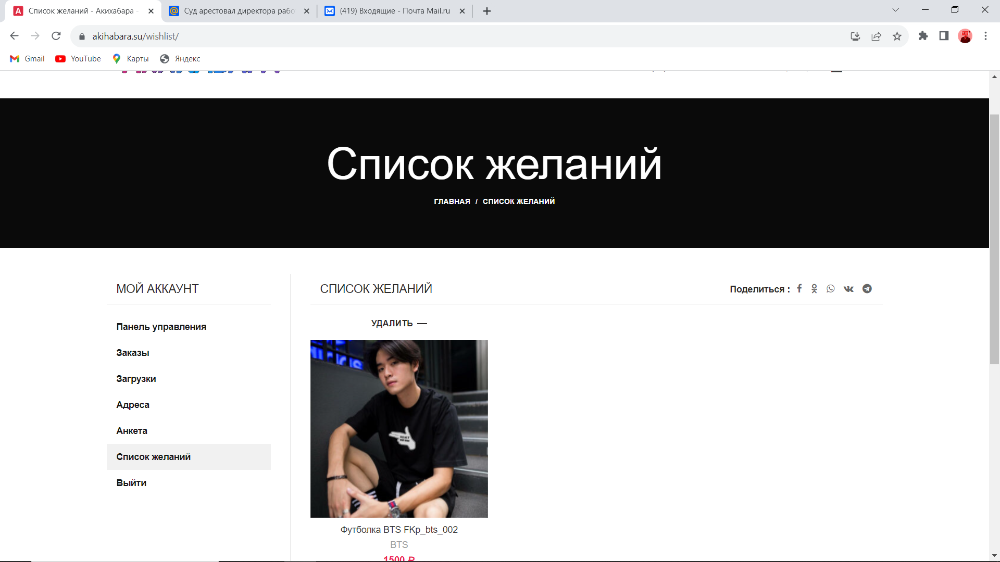 Список желаний - Акихабара -
Суд арестовал директора рабо
(419) Входящие - Почта Mail.ru
akihabara.su/wishlist/
Gmail
YouTube
Карты
Яндекс
Список желаний
ГЛАВНАЯ / СПИСОК ЖЕЛАНИЙ
МОЙ АККАУНТ
Панель управления
Заказы
Загрузки
Адреса
Анкета
Список желаний
Выйти
СПИСОК ЖЕЛАНИЙ
Поделиться :
УДАЛИТЬ —
Футболка BTS FKp_bts_002
BTS
1500 ₽